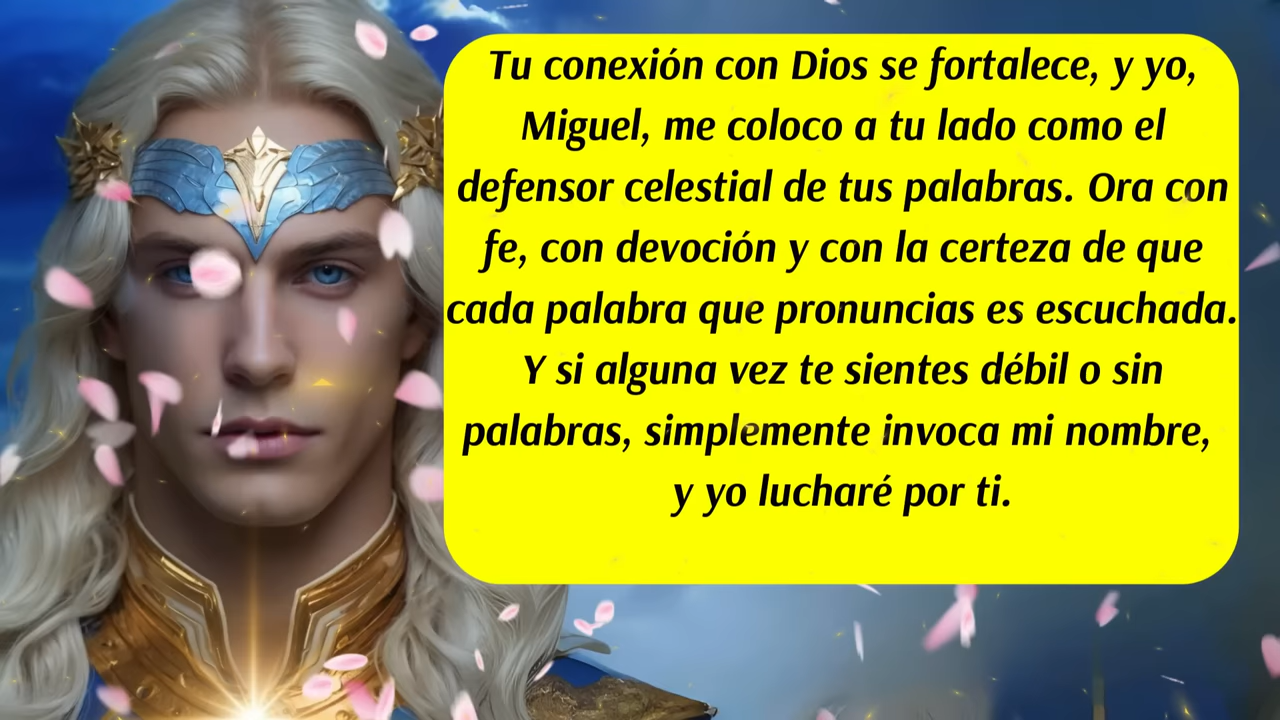 Tu conexión con Dios se fortalece, y yo,
Miguel, me coloco a tu lado como el
defensor celestial de tus palabras. Ora con
fe, con devoción y con la certeza de que
cada palabra que pronuncias es escuchada.
Y si alguna vez te sientes débil o sin
palabras, simplemente invoca mi nombre,
y yo lucharé por ti.